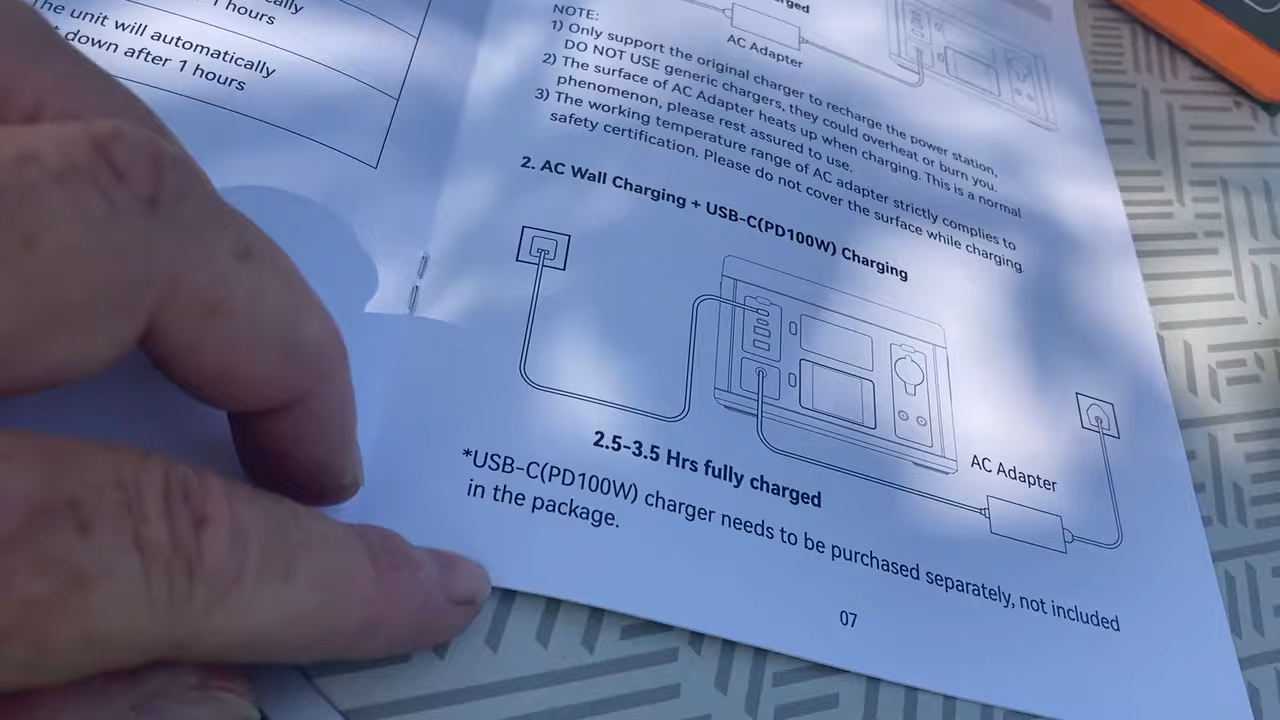 hours
The unit will automatically
down after 1 hours
AC Adapter
NOTE:
1) Only support the original charger to recharge the power station,
DO NOT USE generic chargers, they could overheat or burn you.
2) The surface of AC Adapter heats up when charging. This is a normal
phenomenon, please rest assured to use.
3) The working temperature range of AC adapter strictly complies to
safety certification. Please do not cover the surface while charging.
2. AC Wall Charging + USB-C(PD100W) Charging
AC Adapter
2.5-3.5 Hrs fully charged
*USB-C(PD100W) charger needs to be purchased separately, not included
in the package.
07